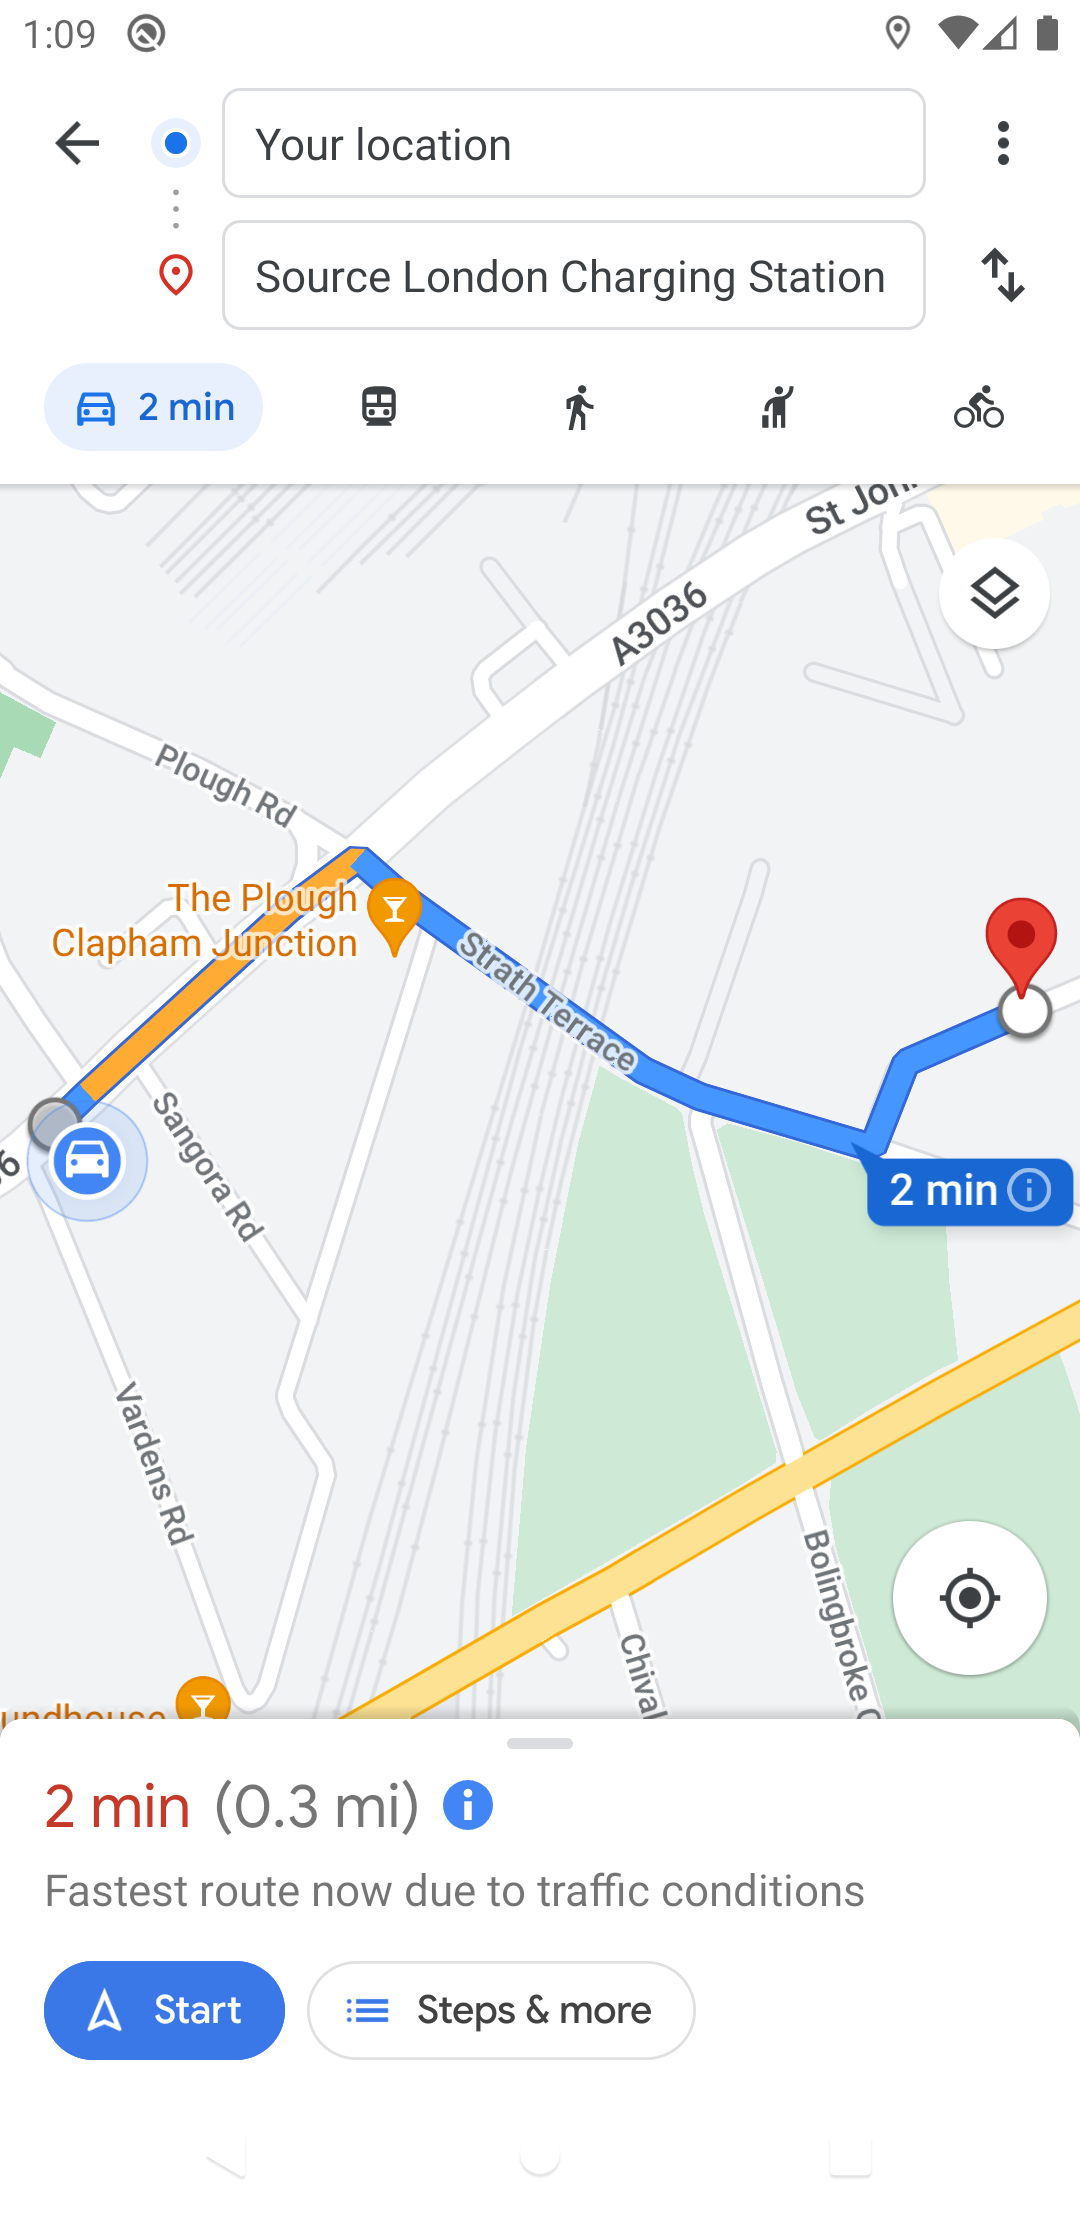 1:09
Your location
Source London Charging Station
2 min
A3036
Plough Rd
The Plough
Clapham Junction
Strath Terrace
Sangora Rd
2 min
Vardens Rd
Bolingbroke
2 min (0.3 mi)
Fastest route now due to traffic conditions
Start
Steps & more